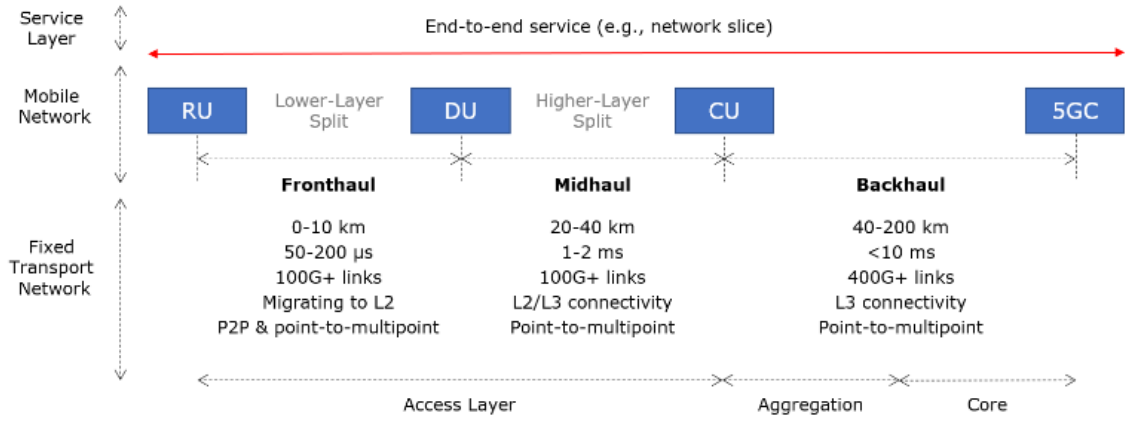 Service
Layer
End-to-end service (e.g., network slice)
Mobile
Network
RU
Lower-Layer
Split
DU
Higher-Layer
Split
CU
5GC
Fronthaul
Midhaul
Backhaul
Fixed
Transport
Network
0-10 km
50-200 µs
100G+ links
Migrating to L2
P2P & point-to-multipoint
20-40 km
1-2 ms
100G+ links
L2/L3 connectivity
Point-to-multipoint
40-200 km
<10 ms
400G+ links
L3 connectivity
Point-to-multipoint
Access Layer
Aggregation
Core